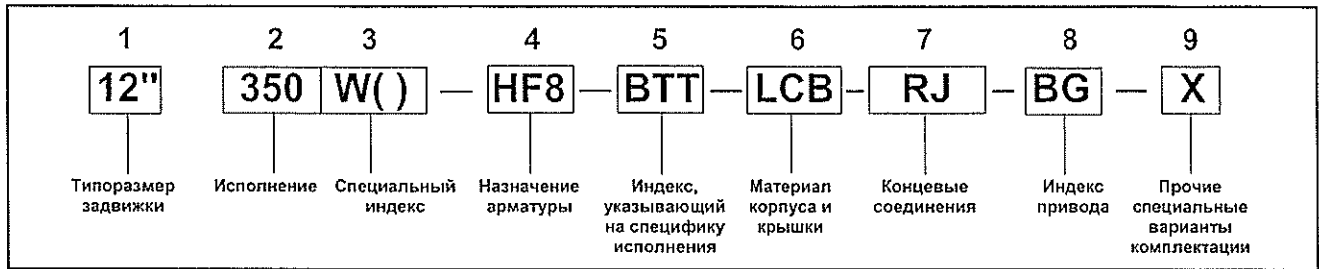 1 2 3 4 5 6 7 8 9
12" 350 W( ) — HF8 — BTT — LCB – RJ – BG — X
Типоразмер задвижки
Исполнение
Специальный индекс
Назначение арматуры
Индекс, указывающий на специфику исполнения
Материал корпуса и крышки
Концевые соединения
Индекс привода
Прочие специальные варианты комплектации